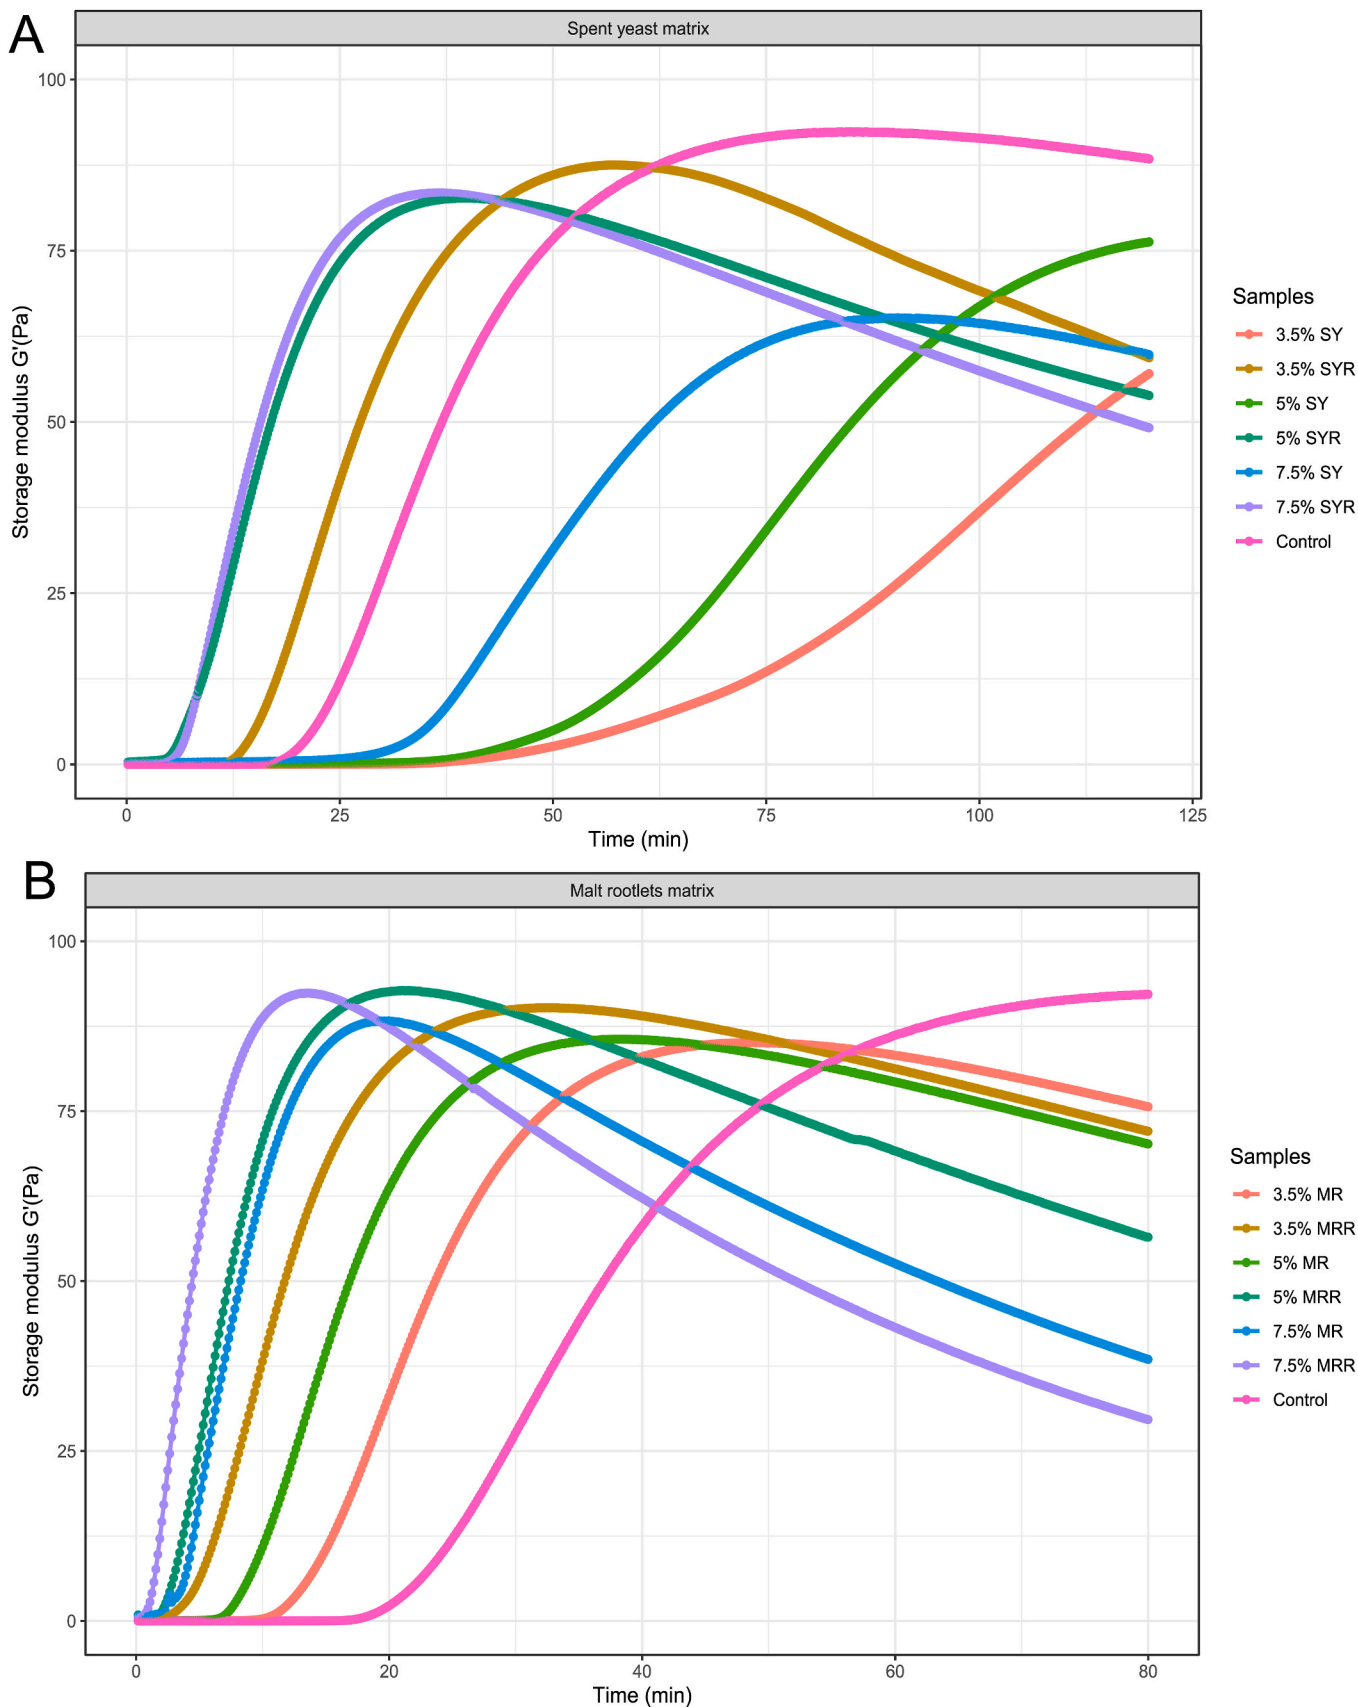 A
Spent yeast matrix
100
75
50
25
0
Storage modulus G'(Pa)
0 25 50 75 100 125
Time (min)
Samples
3.5% SY
3.5% SYR
5% SY
5% SYR
7.5% SY
7.5% SYR
Control
B
Malt rootlets matrix
100
75
50
25
0
Storage modulus G'(Pa)
0 20 40 60 80
Time (min)
Samples
3.5% MR
3.5% MRR
5% MR
5% MRR
7.5% MR
7.5% MRR
Control